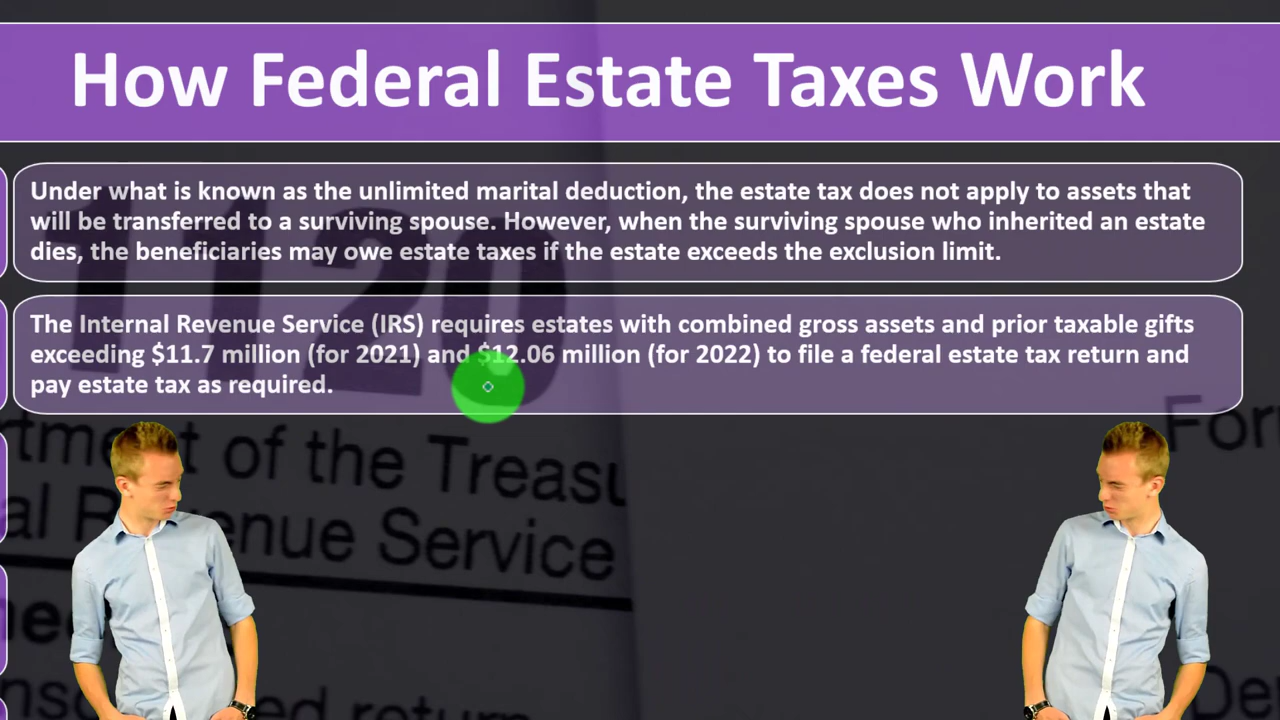 How Federal Estate Taxes Work
Under what is known as the unlimited marital deduction, the estate tax does not apply to assets that
will be transferred to a surviving spouse. However, when the surviving spouse who inherited an estate
dies, the beneficiaries may owe estate taxes if the estate exceeds the exclusion limit.
The Internal Revenue Service (IRS) requires estates with combined gross assets and prior taxable gifts
exceeding $11.7 million (for 2021) and $12.06 million (for 2022) to file a federal estate tax return and
pay estate tax as required.
1120
of the Treasu
Revenue Service
return